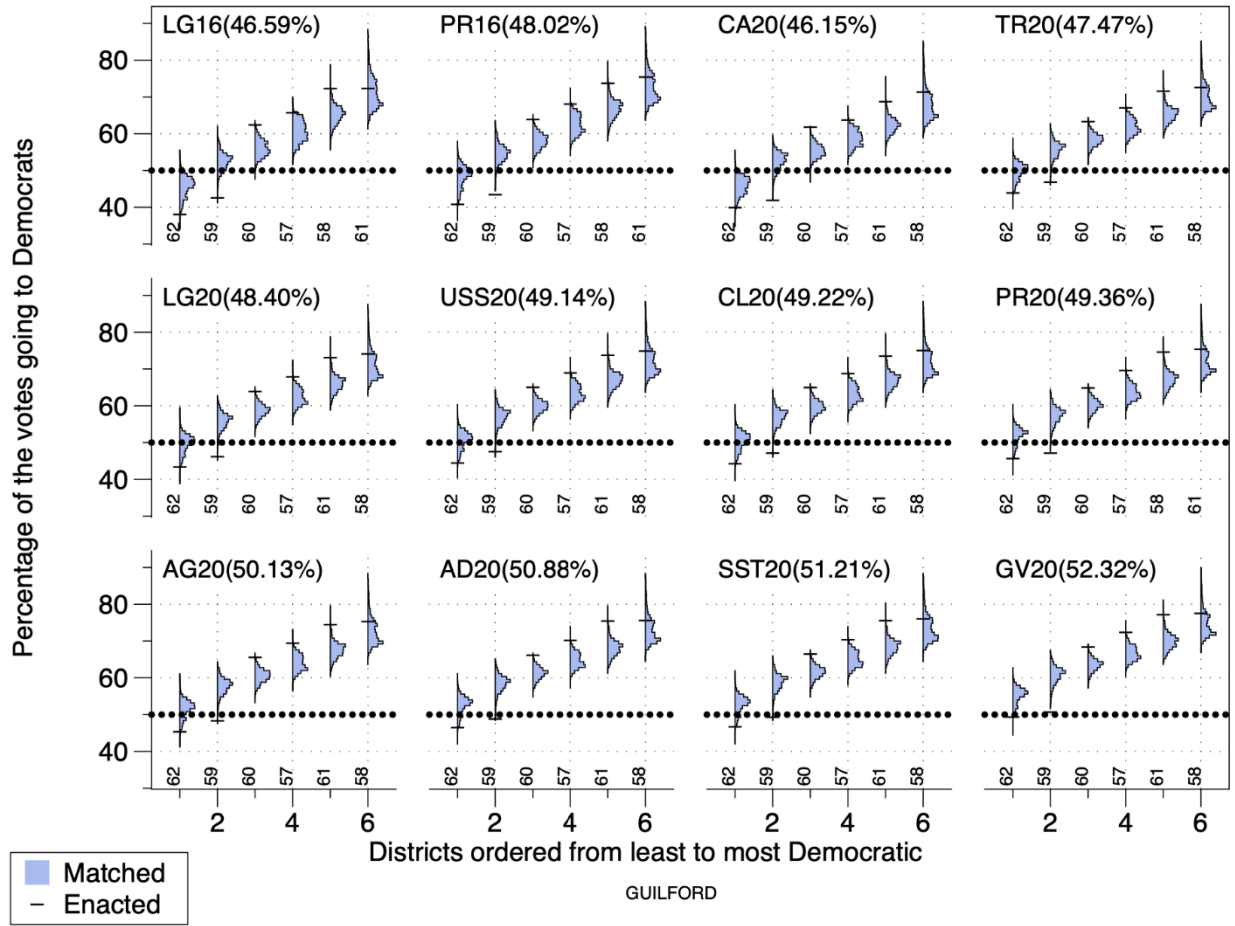 LG16(46.59%) PR16(48.02%) CA20(46.15%) TR20(47.47%)
80
60
40
62 59 60 57 58 61 62 59 60 57 58 61 62 59 60 57 61 58 62 59 60 57 61 58
LG20(48.40%) USS20(49.14%) CL20(49.22%) PR20(49.36%)
80
60
40
62 59 60 57 61 58 62 59 60 57 61 58 62 59 60 57 61 58 62 59 60 57 58 61
AG20(50.13%) AD20(50.88%) SST20(51.21%) GV20(52.32%)
80
60
40
62 59 60 57 61 58 62 59 60 57 61 58 62 59 60 57 61 58 62 59 60 57 61 58
2 4 6 2 4 6 2 4 6 2 4 6
Percentage of the votes going to Democrats
Districts ordered from least to most Democratic
GUILFORD
Matched
Enacted